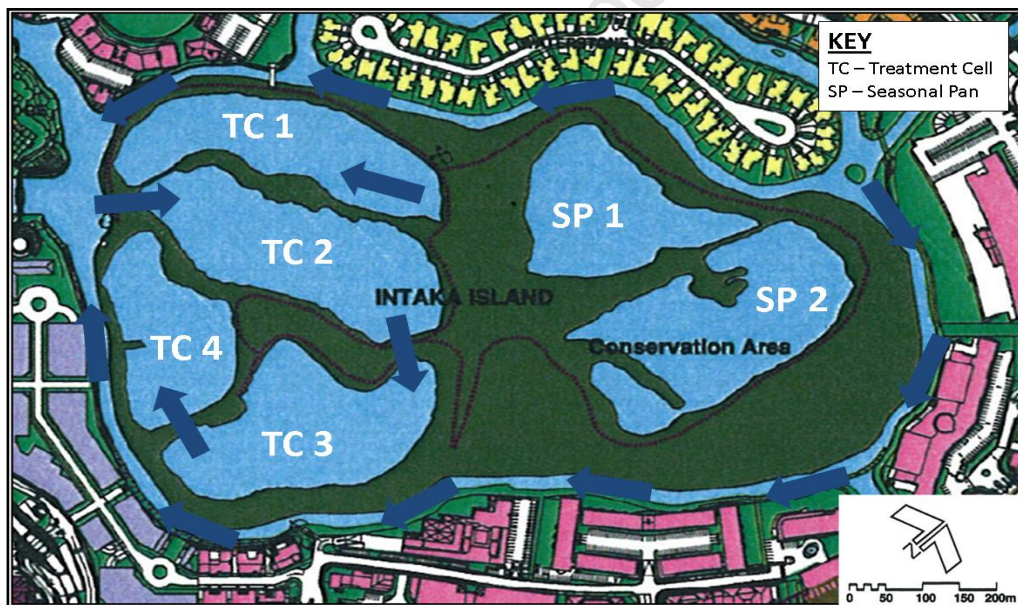 KEY
TC – Treatment Cell
SP – Seasonal Pan
TC 1
SP 1
TC 2
INTAKA ISLAND
SP 2
TC 4
Conservation Area
TC 3
N
0 50 100 150 200m